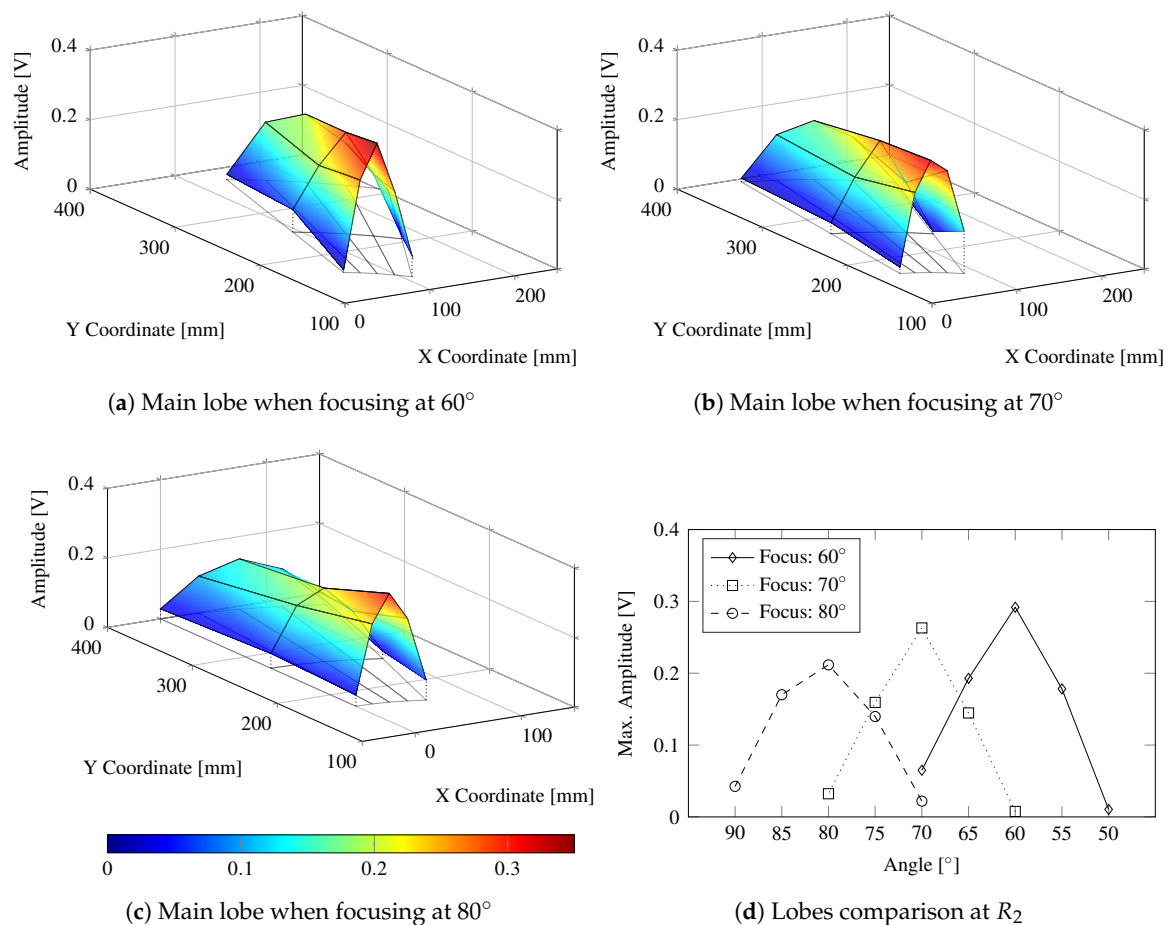 0.4
0.2
0
400
300
200
100
0
100
200
Amplitude [V]
Y Coordinate [mm]
X Coordinate [mm]
(a) Main lobe when focusing at 60°
0.4
0.2
0
400
300
200
100
0
100
200
Amplitude [V]
Y Coordinate [mm]
X Coordinate [mm]
(b) Main lobe when focusing at 70°
0.4
0.2
0
400
300
200
100
0
100
Amplitude [V]
Y Coordinate [mm]
X Coordinate [mm]
0 0.1 0.2 0.3
(c) Main lobe when focusing at 80°
0.4
0.3
0.2
0.1
0
Max. Amplitude [V]
Focus: 60°
Focus: 70°
Focus: 80°
90 85 80 75 70 65 60 55 50
Angle [°]
(d) Lobes comparison at R2